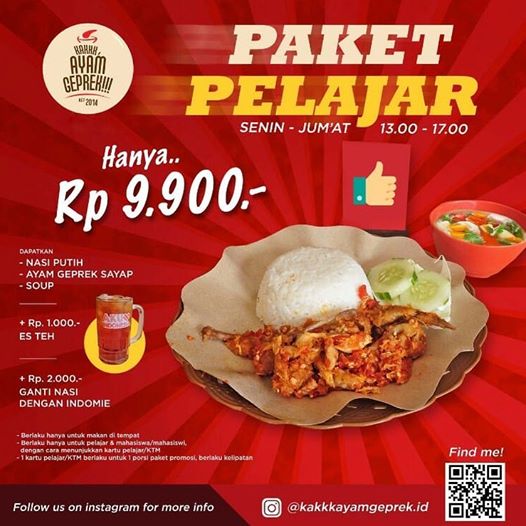 KAKKK,
AYAM
GEPREK!!!
EST 2014
PAKET
PELAJAR
SENIN - JUM'AT 13.00 - 17.00
Hanya..
Rp 9.900.-
DAPATKAN
- NASI PUTIH
- AYAM GEPREK SAYAP
- SOUP
+ Rp. 1.000.-
ES TEH
+ Rp. 2.000.-
GANTI NASI
DENGAN INDOMIE
- Berlaku hanya untuk makan di tempat
- Berlaku hanya untuk pelajar & mahasiswa/mahasiswi,
dengan cara menunjukkan kartu pelajar/KTM
- 1 kartu pelajar/KTM berlaku untuk 1 porsi paket promosi, berlaku kelipatan
Find me!
Follow us on instagram for more info
@kakkkayamgeprek.id